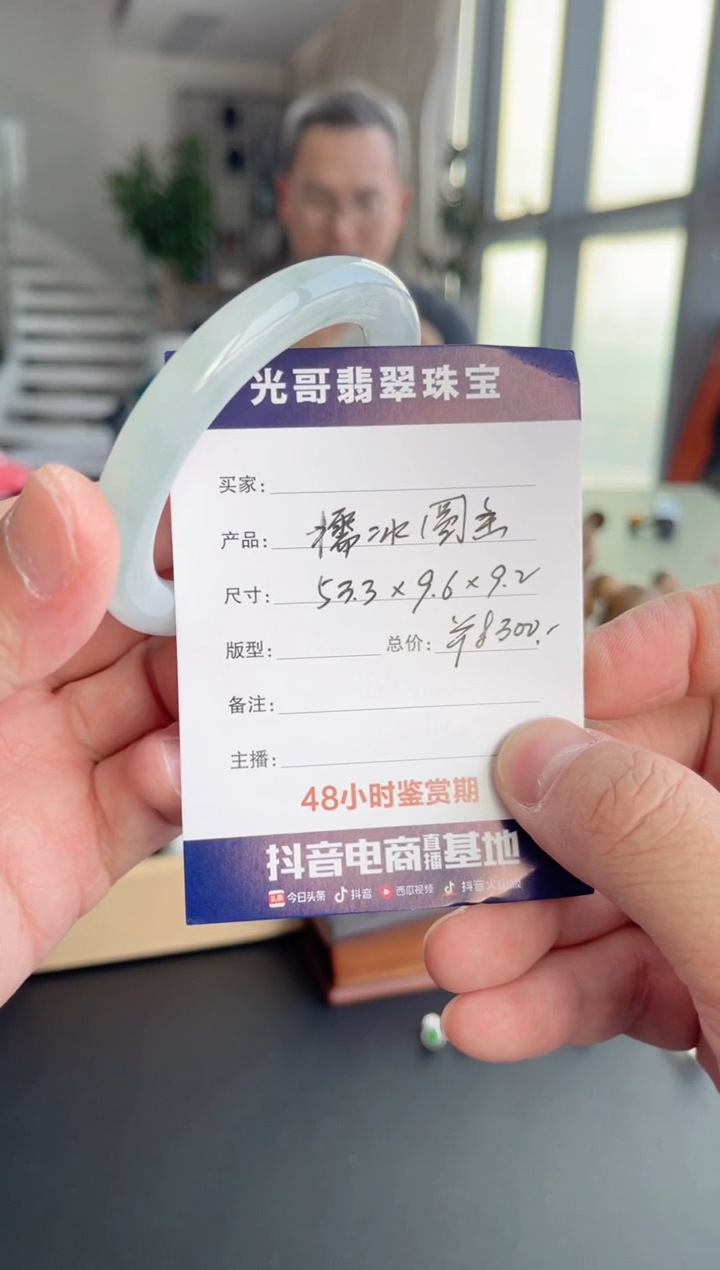 光哥翡翠珠宝
买家:
产品: 糯冰圆条
尺寸: 53.3×9.6×9.2
版型: 总价: ¥8300.-
备注:
主播:
48小时鉴赏期
抖音电商直播基地
头条 今日头条 抖音 西瓜视频 抖音火山版